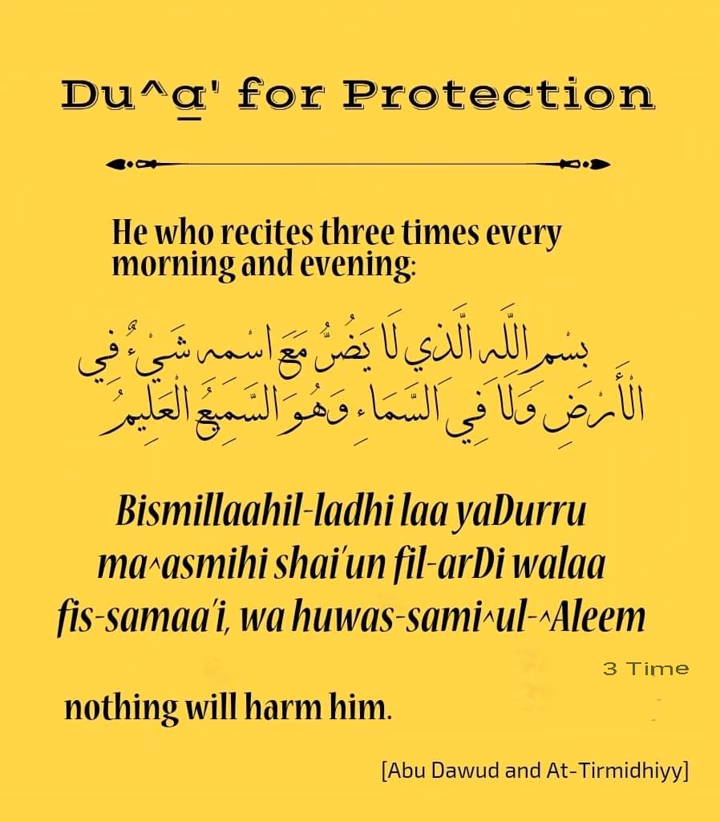 Du^a̲' for Protection
He who recites three times every
morning and evening:
بِسْمِ اللَّهِ الَّذِي لَا يَضُرُّ مَعَ اسْمِهِ شَيْءٌ فِي
الْأَرْضِ وَلَا فِي السَّمَاءِ وَهُوَ السَّمِيعُ الْعَلِيمُ
Bismillaahil-ladhi laa yaDurru
ma^asmihi shai'un fil-arDi walaa
fis-samaa'i, wa huwas-sami^ul-^Aleem
3 Time
nothing will harm him.
[Abu Dawud and At-Tirmidhiyy]